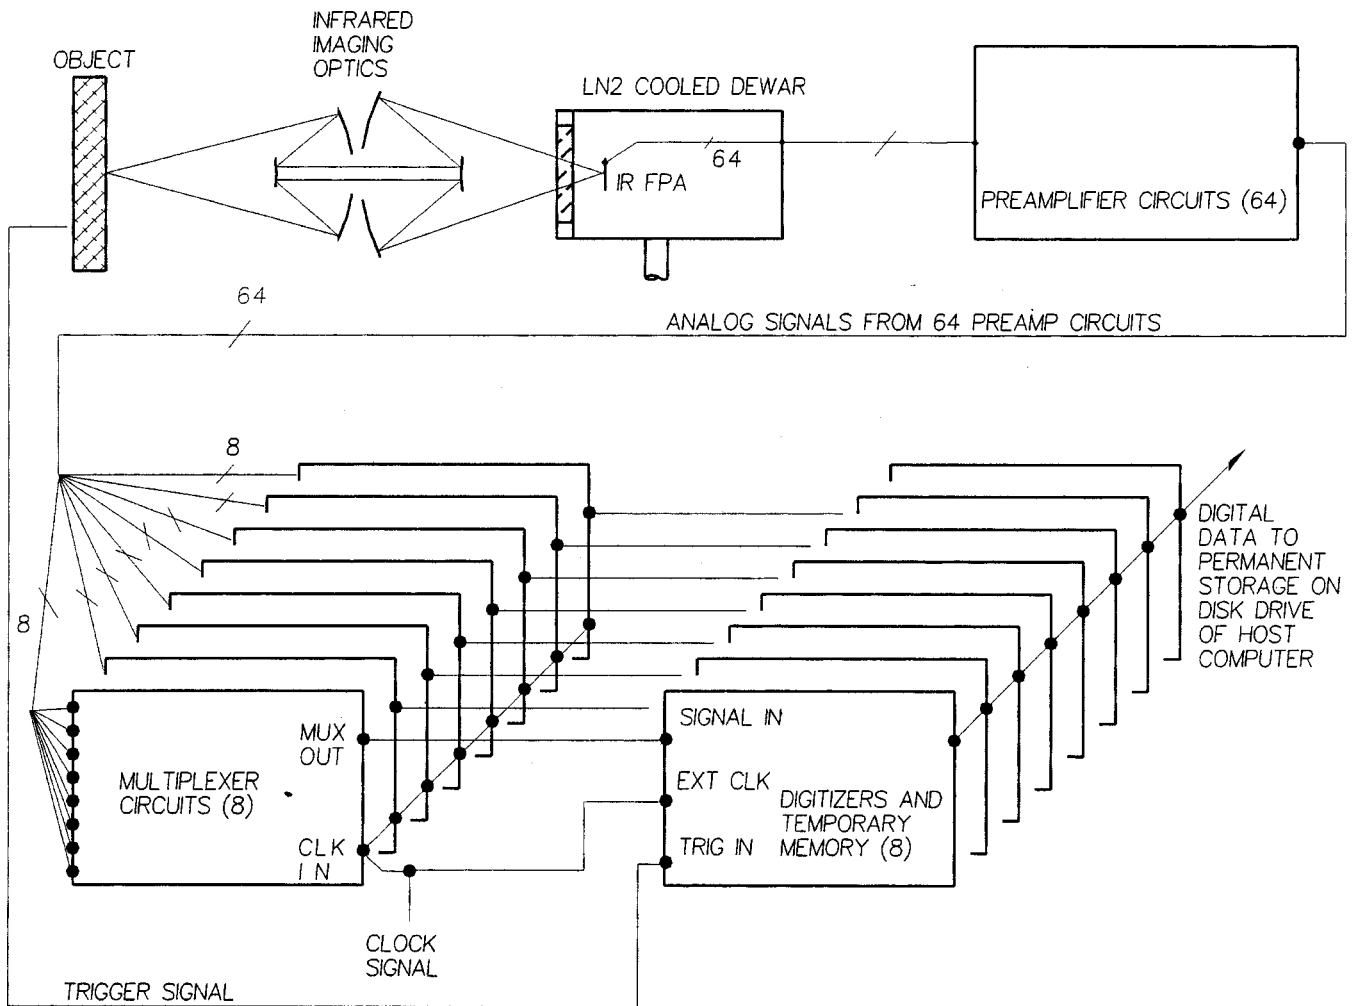 INFRARED
IMAGING
OPTICS
OBJECT
LN2 COOLED DEWAR
64
IR FPA
PREAMPLIFIER CIRCUITS (64)
64
ANALOG SIGNALS FROM 64 PREAMP CIRCUITS
8
8
DIGITAL
DATA TO
PERMANENT
STORAGE ON
DISK DRIVE
OF HOST
COMPUTER
MUX
OUT
MULTIPLEXER
CIRCUITS (8)
CLK
IN
SIGNAL IN
EXT CLK
TRIG IN
DIGITIZERS AND
TEMPORARY
MEMORY (8)
CLOCK
SIGNAL
TRIGGER SIGNAL